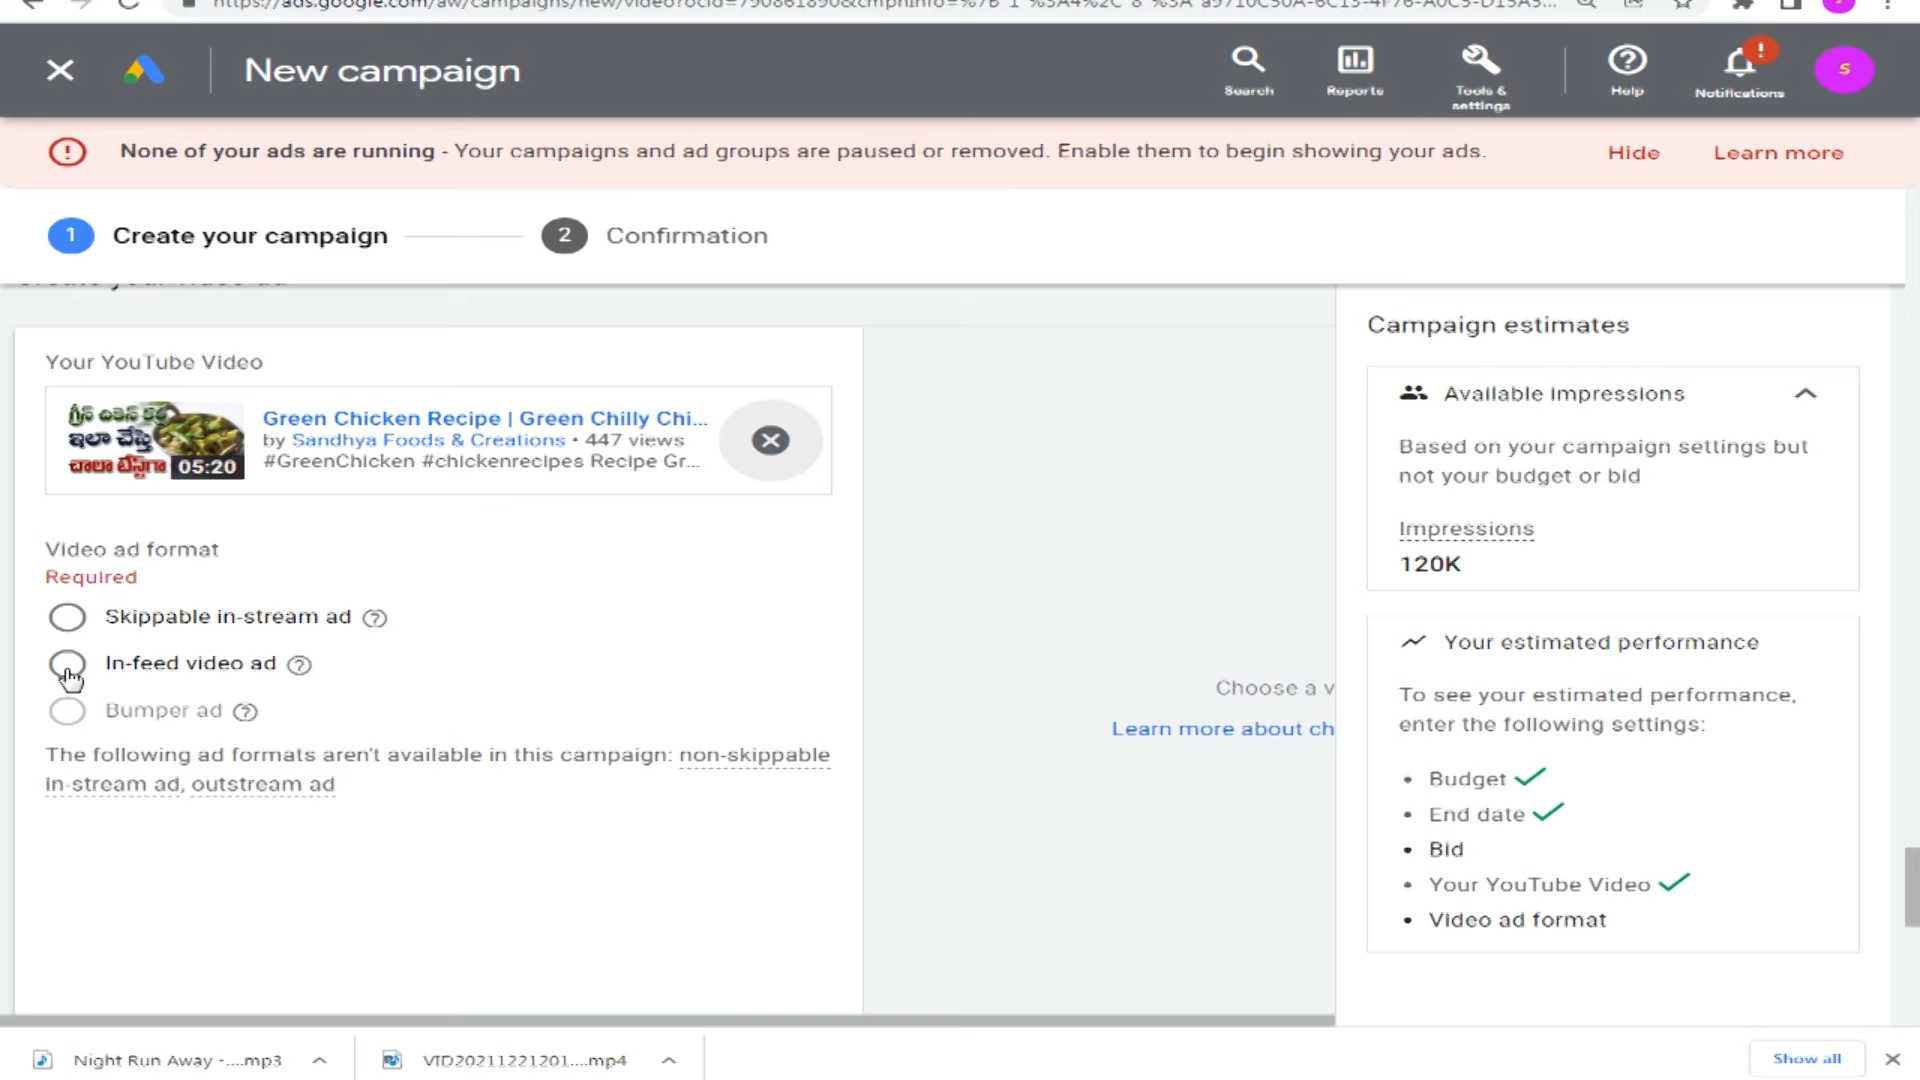 New campaign
Search
Reports
Tools &
settings
Help
Notifications
S
None of your ads are running - Your campaigns and ad groups are paused or removed. Enable them to begin showing your ads.
Hide
Learn more
1
Create your campaign
2
Confirmation
Your YouTube Video
గ్రీన్ చికెన్ కర్రీ
ఇలా చేస్తే
చాలా టేస్టీగా
05:20
Green Chicken Recipe | Green Chilly Chi...
by Sandhya Foods & Creations • 447 views
#GreenChicken #chickenrecipes Recipe Gr...
Video ad format
Required
Skippable in-stream ad
In-feed video ad
Bumper ad
The following ad formats aren't available in this campaign: non-skippable
in-stream ad, outstream ad
Choose a v
Learn more about ch
Campaign estimates
Available Impressions
Based on your campaign settings but
not your budget or bid
Impressions
120K
Your estimated performance
To see your estimated performance,
enter the following settings:
• Budget
• End date
• Bid
• Your YouTube Video
• Video ad format
Night Run Away -....mp3
VID20211221201....mp4
Show all